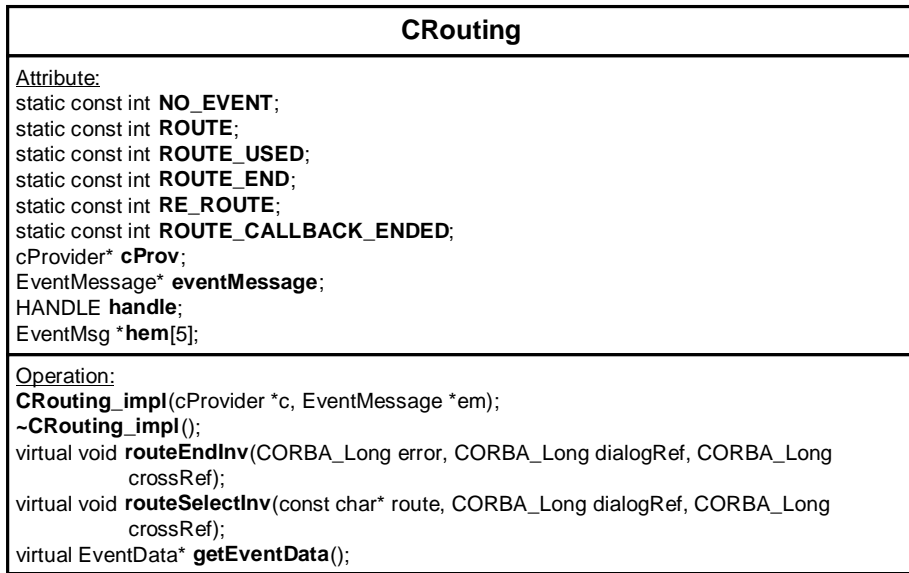 CRouting
Attribute:
static const int NO_EVENT;
static const int ROUTE;
static const int ROUTE_USED;
static const int ROUTE_END;
static const int RE_ROUTE;
static const int ROUTE_CALLBACK_ENDED;
cProvider* cProv;
EventMessage* eventMessage;
HANDLE handle;
EventMsg *hem[5];
Operation:
CRouting_impl(cProvider *c, EventMessage *em);
~CRouting_impl();
virtual void routeEndInv(CORBA_Long error, CORBA_Long dialogRef, CORBA_Long
crossRef);
virtual void routeSelectInv(const char* route, CORBA_Long dialogRef, CORBA_Long
crossRef);
virtual EventData* getEventData();